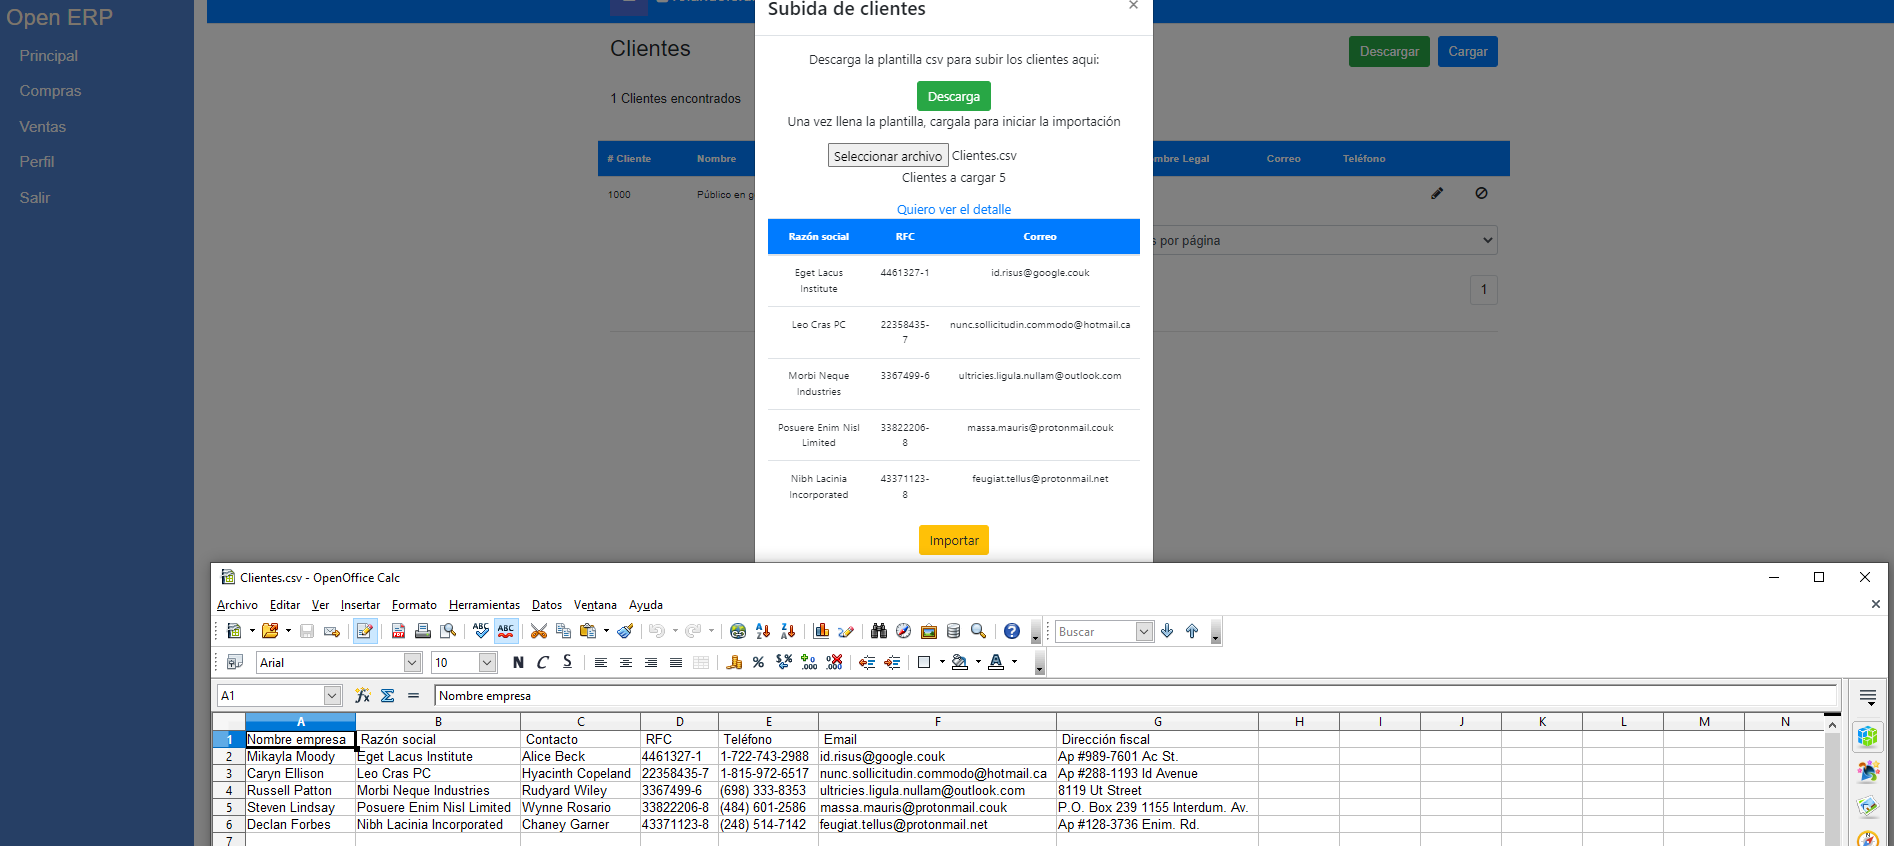 Open ERP
Principal
Compras
Ventas
Perfil
Salir
Clientes
Descargar
Cargar
1 Clientes encontrados
# Cliente
Nombre
mbre Legal
Correo
Teléfono
1000
Público en g
s por página
1
Subida de clientes
×
Descarga la plantilla csv para subir los clientes aqui:
Descarga
Una vez llena la plantilla, cargala para iniciar la importación
Seleccionar archivo Clientes.csv
Clientes a cargar 5
Quiero ver el detalle
Razón social RFC Correo
Eget Lacus Institute 4461327-1 id.risus@google.couk
Leo Cras PC 22358435-7 nunc.sollicitudin.commodo@hotmail.ca
Morbi Neque Industries 3367499-6 ultricies.ligula.nullam@outlook.com
Posuere Enim Nisl Limited 33822206-8 massa.mauris@protonmail.couk
Nibh Lacinia Incorporated 43371123-8 feugiat.tellus@protonmail.net
Importar
Clientes.csv - OpenOffice Calc
Archivo Editar Ver Insertar Formato Herramientas Datos Ventana Ayuda
Buscar
Arial 10 N C S
A1 Nombre empresa
A B C D E F G H I J K L M N
1 Nombre empresa Razón social Contacto RFC Teléfono Email Dirección fiscal
2 Mikayla Moody Eget Lacus Institute Alice Beck 4461327-1 1-722-743-2988 id.risus@google.couk Ap #989-7601 Ac St.
3 Caryn Ellison Leo Cras PC Hyacinth Copeland 22358435-7 1-815-972-6517 nunc.sollicitudin.commodo@hotmail.ca Ap #288-1193 Id Avenue
4 Russell Patton Morbi Neque Industries Rudyard Wiley 3367499-6 (698) 333-8353 ultricies.ligula.nullam@outlook.com 8119 Ut Street
5 Steven Lindsay Posuere Enim Nisl Limited Wynne Rosario 33822206-8 (484) 601-2586 massa.mauris@protonmail.couk P.O. Box 239 1155 Interdum. Av.
6 Declan Forbes Nibh Lacinia Incorporated Chaney Garner 43371123-8 (248) 514-7142 feugiat.tellus@protonmail.net Ap #128-3736 Enim. Rd.
7